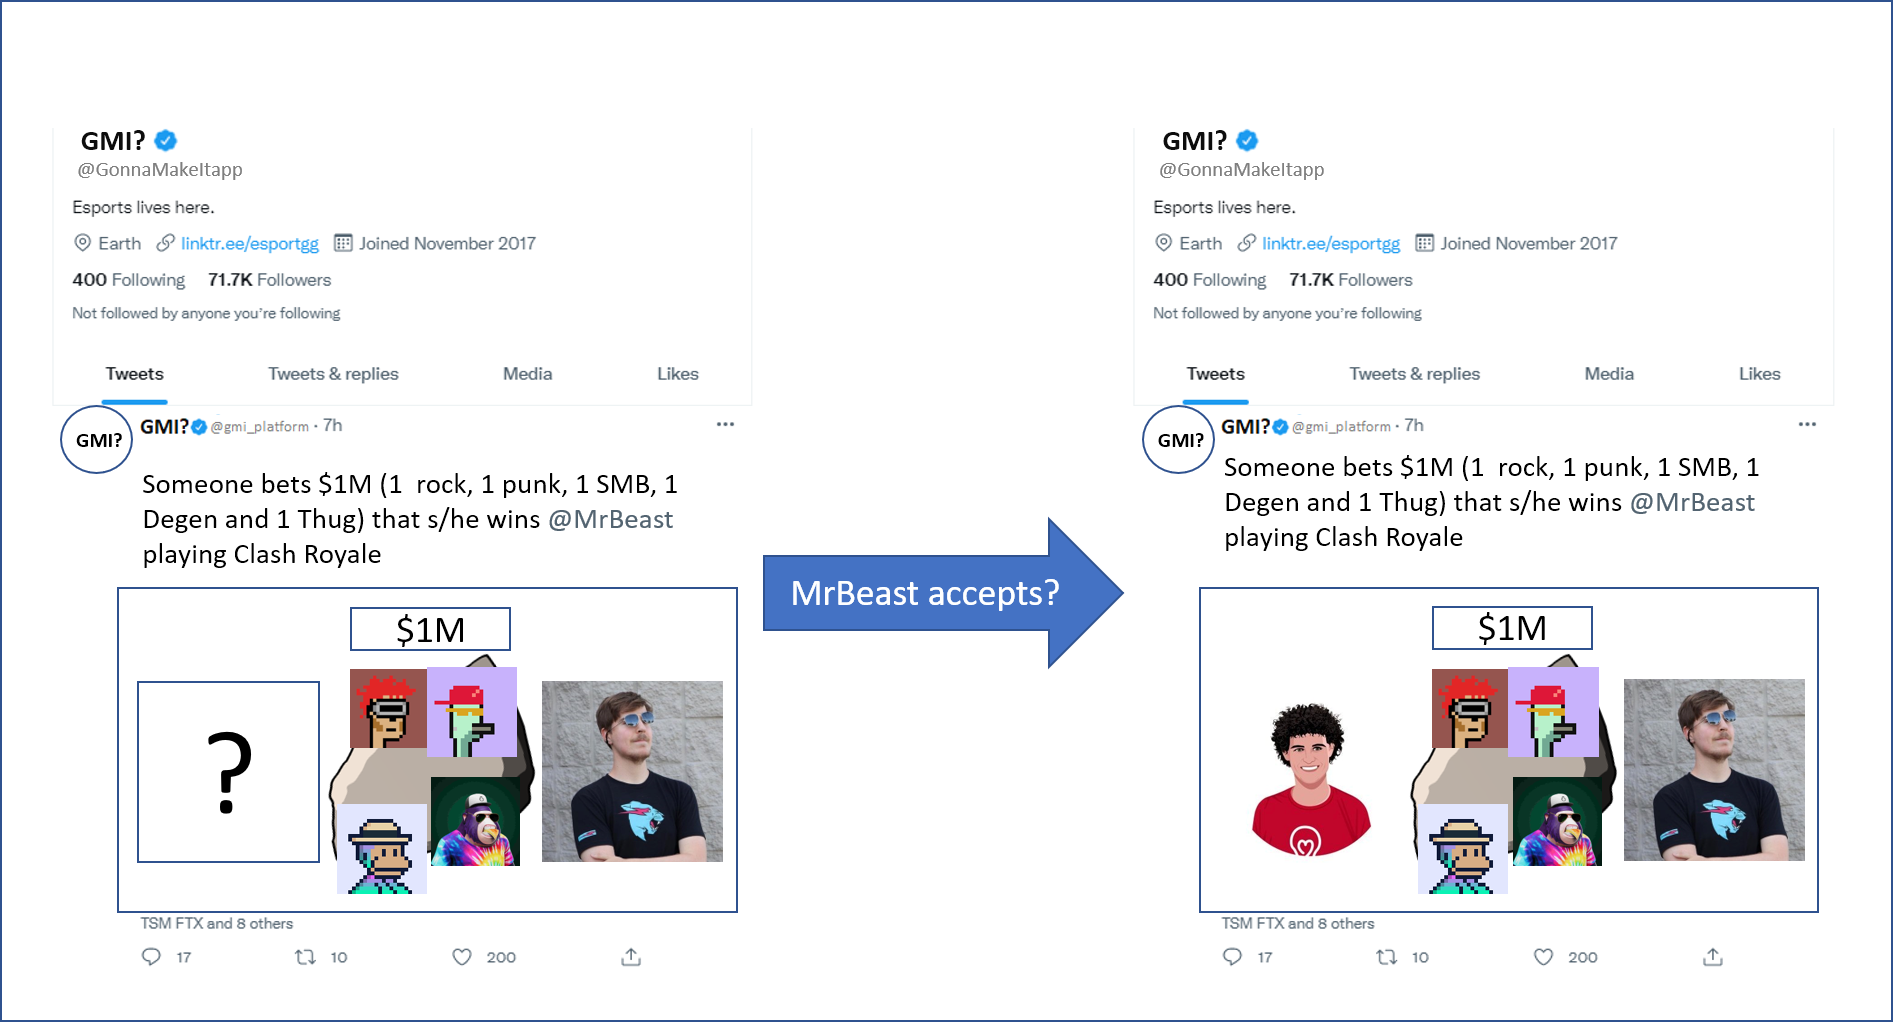 GMI?
@GonnaMakeItapp
Esports lives here.
Earth linktr.ee/esportgg Joined November 2017
400 Following 71.7K Followers
Not followed by anyone you're following
Tweets Tweets & replies Media Likes
GMI?
GMI? @gmi_platform · 7h
Someone bets $1M (1 rock, 1 punk, 1 SMB, 1
Degen and 1 Thug) that s/he wins @MrBeast
playing Clash Royale
$1M
?
TSM FTX and 8 others
17 10 200
MrBeast accepts?
GMI?
@GonnaMakeItapp
Esports lives here.
Earth linktr.ee/esportgg Joined November 2017
400 Following 71.7K Followers
Not followed by anyone you're following
Tweets Tweets & replies Media Likes
GMI?
GMI? @gmi_platform · 7h
Someone bets $1M (1 rock, 1 punk, 1 SMB, 1
Degen and 1 Thug) that s/he wins @MrBeast
playing Clash Royale
$1M
TSM FTX and 8 others
17 10 200